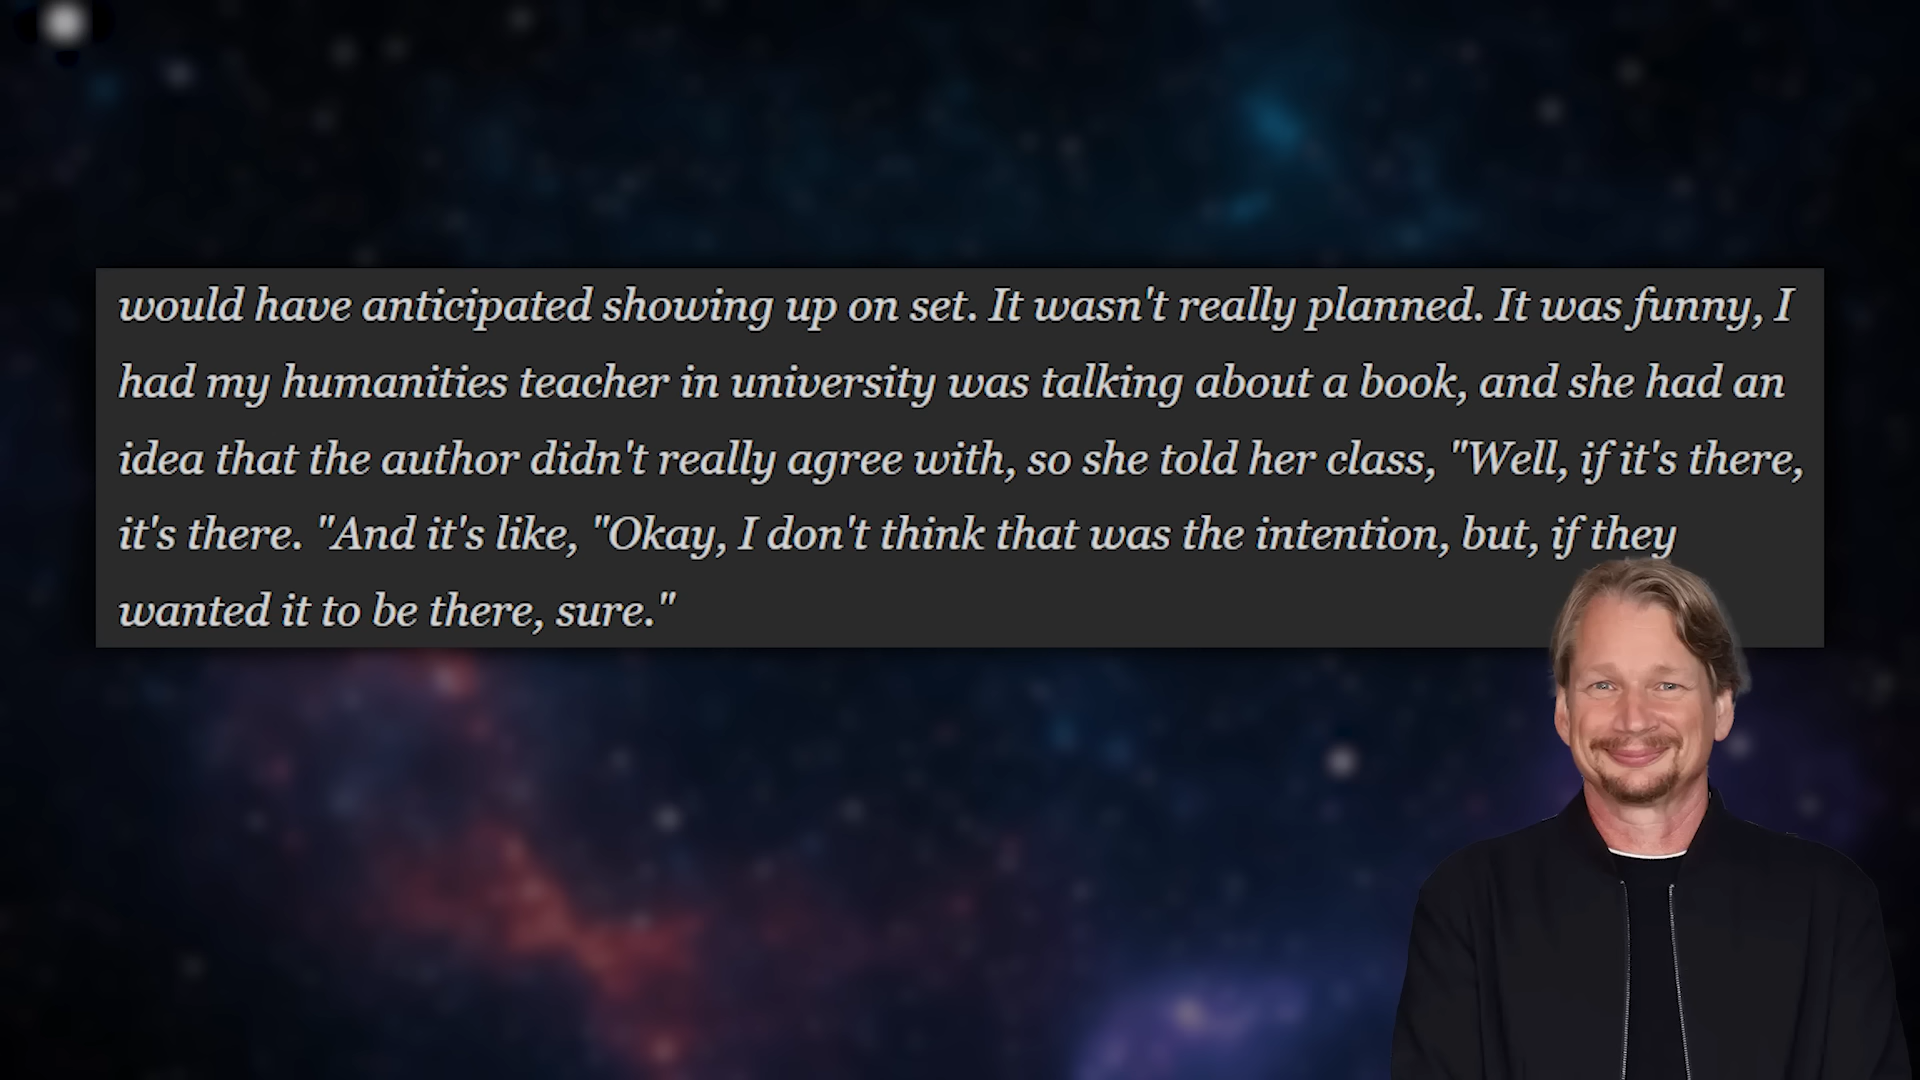 would have anticipated showing up on set. It wasn't really planned. It was funny, I
had my humanities teacher in university was talking about a book, and she had an
idea that the author didn't really agree with, so she told her class, "Well, if it's there,
it's there. "And it's like, "Okay, I don't think that was the intention, but, if they
wanted it to be there, sure."